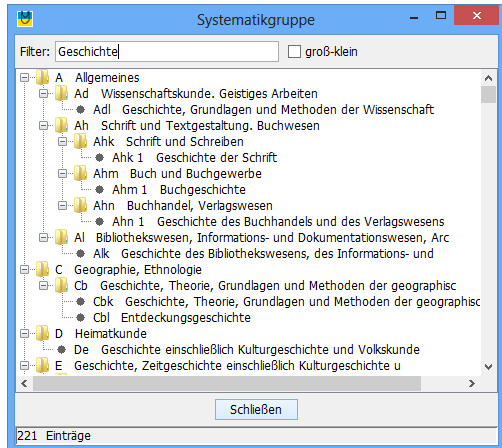 Systematikgruppe
Filter: Geschichte groß-klein
A Allgemeines
Ad Wissenschaftskunde. Geistiges Arbeiten
Adl Geschichte, Grundlagen und Methoden der Wissenschaft
Ah Schrift und Textgestaltung. Buchwesen
Ahk Schrift und Schreiben
Ahk 1 Geschichte der Schrift
Ahm Buch und Buchgewerbe
Ahm 1 Buchgeschichte
Ahn Buchhandel, Verlagswesen
Ahn 1 Geschichte des Buchhandels und des Verlagswesens
Al Bibliothekswesen, Informations- und Dokumentationswesen, Arc
Alk Geschichte des Bibliothekswesens, des Informations- und
C Geographie, Ethnologie
Cb Geschichte, Theorie, Grundlagen und Methoden der geographisc
Cbk Geschichte, Theorie, Grundlagen und Methoden der geographisc
Cbl Entdeckungsgeschichte
D Heimatkunde
De Geschichte einschließlich Kulturgeschichte und Volkskunde
E Geschichte, Zeitgeschichte einschließlich Kulturgeschichte u
Schließen
221 Einträge